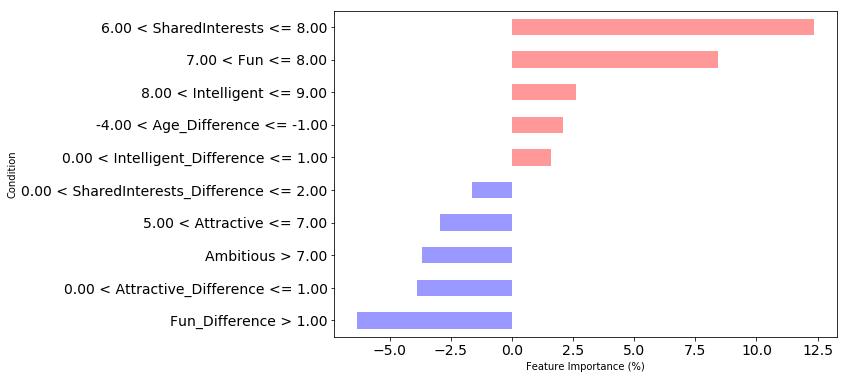 6.00 < SharedInterests <= 8.00
7.00 < Fun <= 8.00
8.00 < Intelligent <= 9.00
-4.00 < Age_Difference <= -1.00
0.00 < Intelligent_Difference <= 1.00
0.00 < SharedInterests_Difference <= 2.00
5.00 < Attractive <= 7.00
Ambitious > 7.00
0.00 < Attractive_Difference <= 1.00
Fun_Difference > 1.00
Condition
−5.0 −2.5 0.0 2.5 5.0 7.5 10.0 12.5
Feature Importance (%)